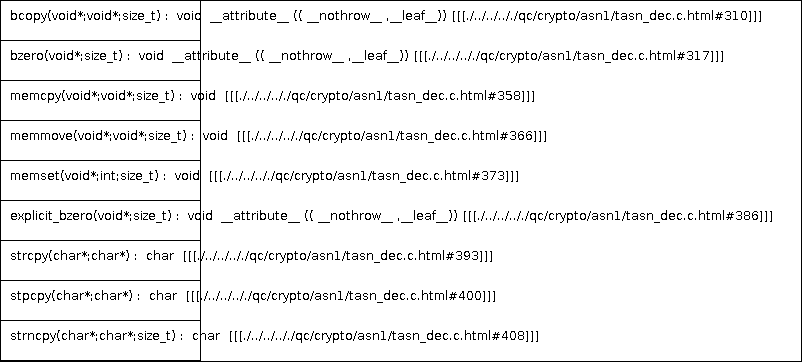 bcopy(void*;void*;size_t) : void __attribute__ (( __nothrow__ ,__leaf__)) [[[./../../../../qc/crypto/asn1/tasn_dec.c.html#310]]]
bzero(void*;size_t) : void __attribute__ (( __nothrow__ ,__leaf__)) [[[./../../../../qc/crypto/asn1/tasn_dec.c.html#317]]]
memcpy(void*;void*;size_t) : void [[[./../../../../qc/crypto/asn1/tasn_dec.c.html#358]]]
memmove(void*;void*;size_t) : void [[[./../../../../qc/crypto/asn1/tasn_dec.c.html#366]]]
memset(void*;int;size_t) : void [[[./../../../../qc/crypto/asn1/tasn_dec.c.html#373]]]
explicit_bzero(void*;size_t) : void __attribute__ (( __nothrow__ ,__leaf__)) [[[./../../../../qc/crypto/asn1/tasn_dec.c.html#386]]]
strcpy(char*;char*) : char [[[./../../../../qc/crypto/asn1/tasn_dec.c.html#393]]]
stpcpy(char*;char*) : char [[[./../../../../qc/crypto/asn1/tasn_dec.c.html#400]]]
strncpy(char*;char*;size_t) : char [[[./../../../../qc/crypto/asn1/tasn_dec.c.html#408]]]